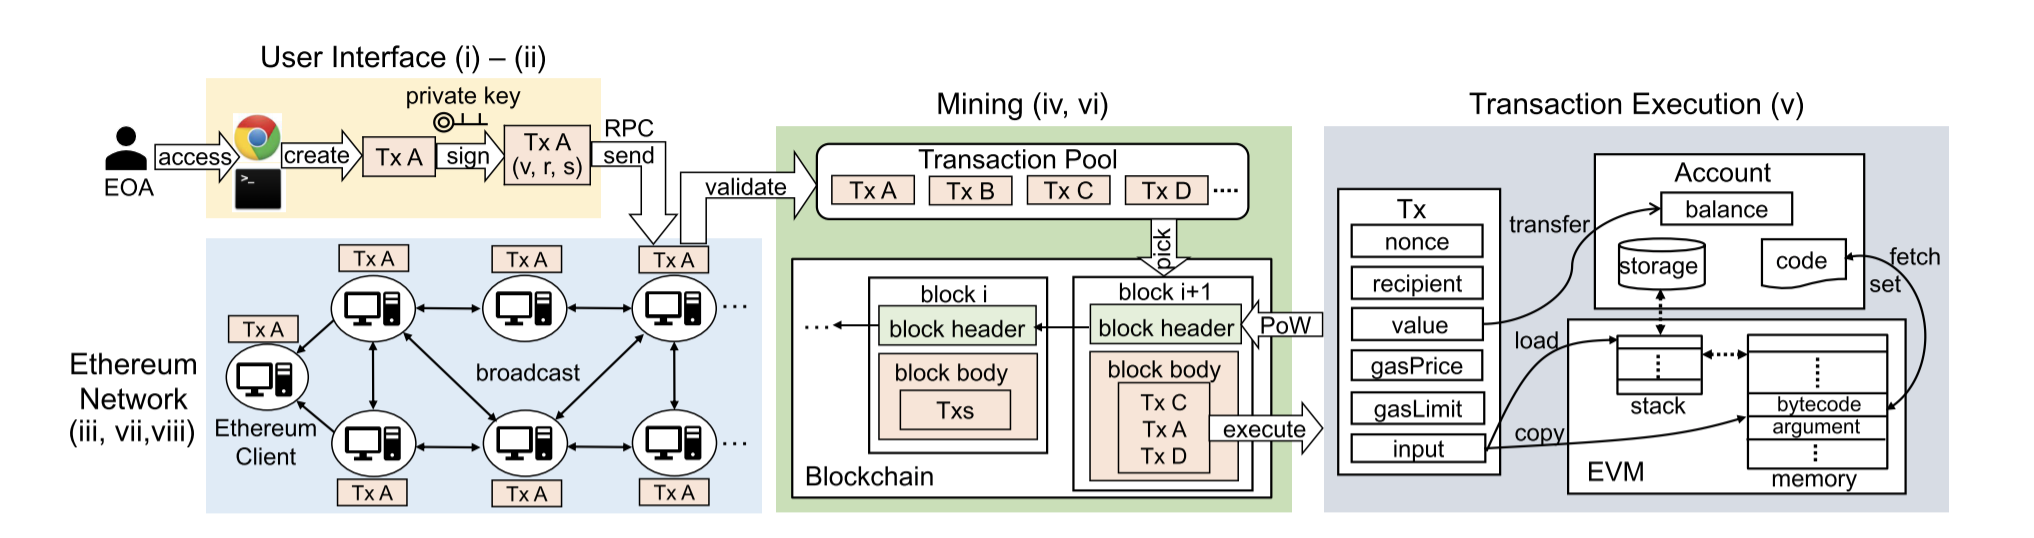 User Interface (i) – (ii)
private key
EOA
access
>_
create
Tx A
sign
Tx A
(v, r, s)
RPC
send
validate
Ethereum
Network
(iii, vii,viii)
Tx A
Tx A
Tx A
...
Tx A
broadcast
Ethereum
Client
...
Tx A
Tx A
Tx A
Mining (iv, vi)
Transaction Pool
Tx A
Tx B
Tx C
Tx D
....
pick
block i
block header
block body
Txs
...
block i+1
block header
block body
Tx C
Tx A
Tx D
PoW
execute
Blockchain
Transaction Execution (v)
Tx
nonce
recipient
value
gasPrice
gasLimit
input
transfer
load
copy
Account
balance
storage
code
fetch
set
stack
bytecode
argument
memory
EVM